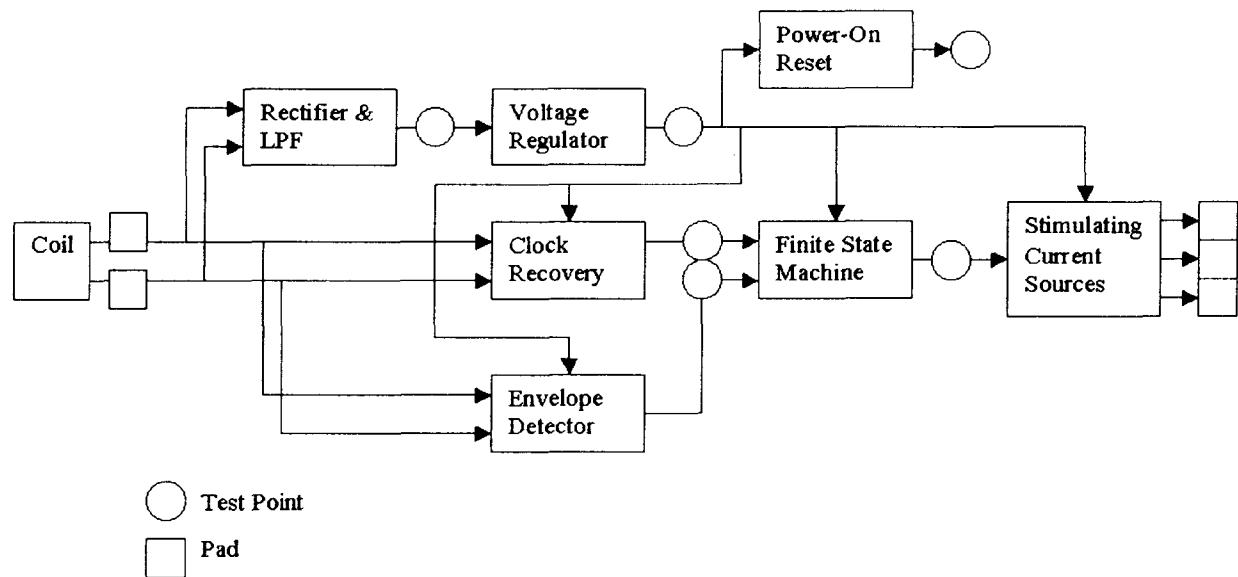 Power-On
Reset
Rectifier &
LPF
Voltage
Regulator
Coil
Clock
Recovery
Finite State
Machine
Stimulating
Current
Sources
Envelope
Detector
Test Point
Pad